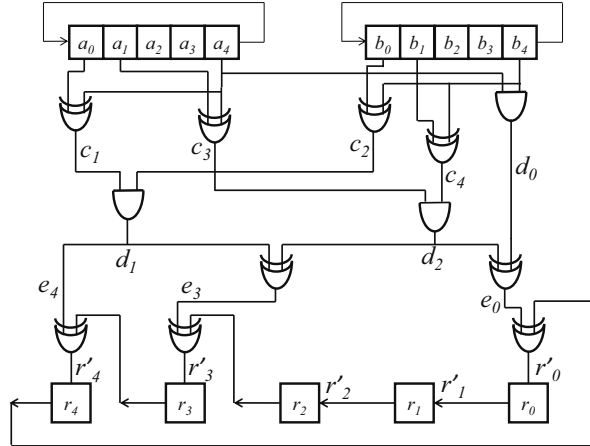 a₀ a₁ a₂ a₃ a₄ b₀ b₁ b₂ b₃ b₄
c₁ c₃ c₂ c₄ d₀
d₁ d₂
e₄ e₃ e₀
r'₄ r'₃ r'₂ r'₁ r'₀
r₄ r₃ r₂ r₁ r₀